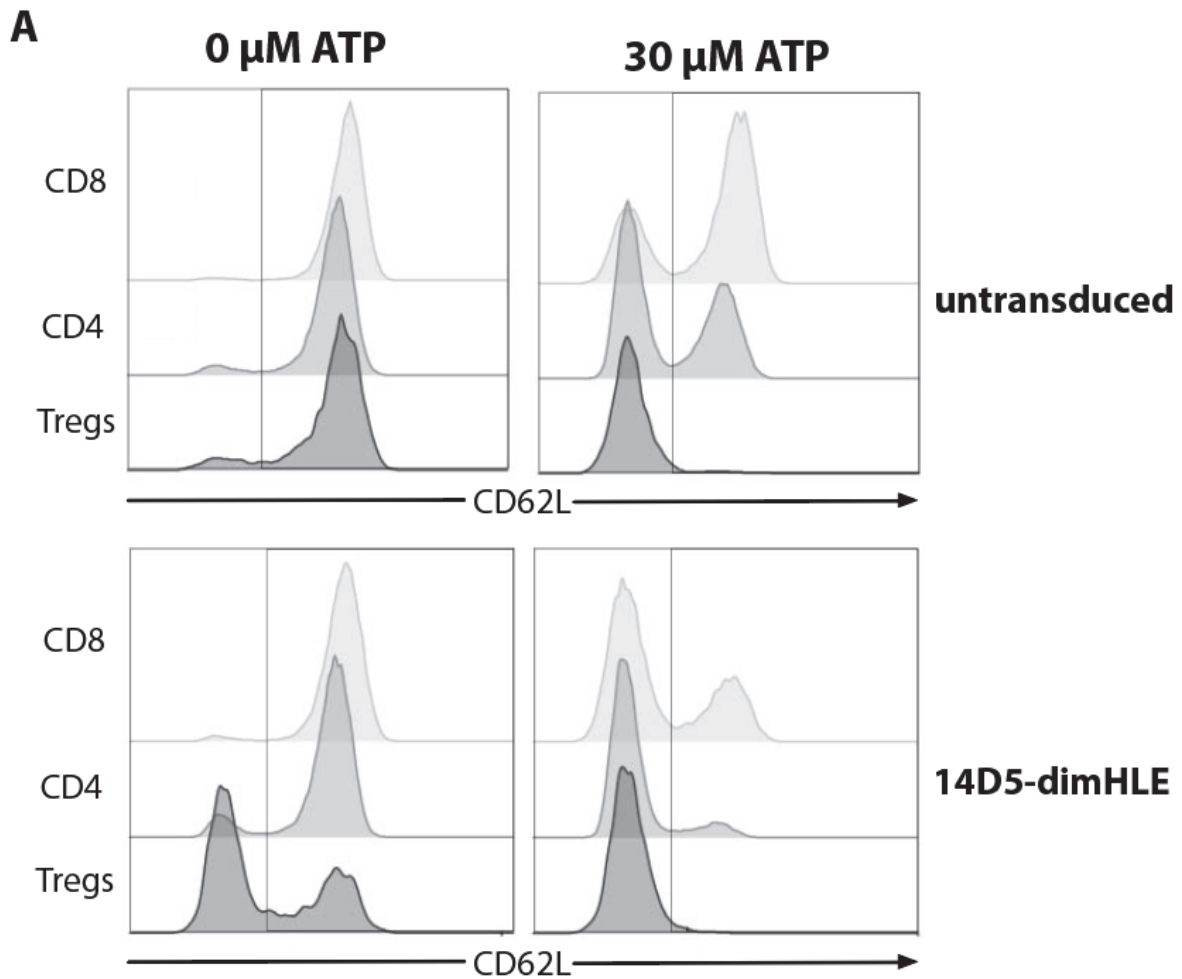 A
0 µM ATP
30 µM ATP
CD8
CD4
Tregs
untransduced
CD62L
CD8
CD4
Tregs
14D5-dimHLE
CD62L